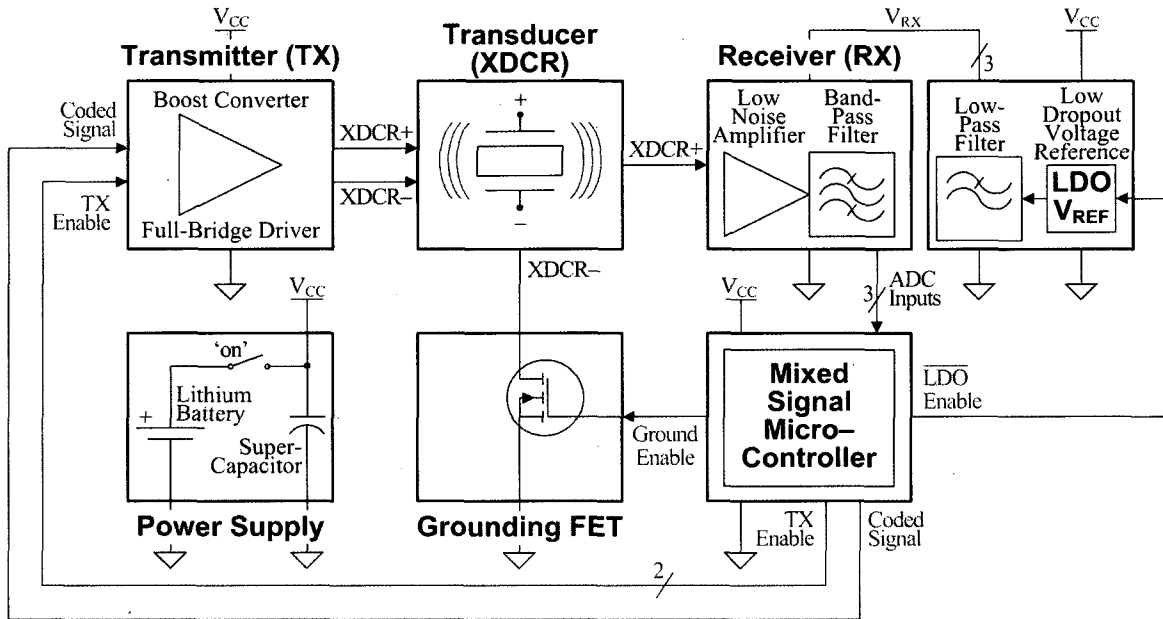 V_CC
Transmitter (TX)
Boost Converter
Full-Bridge Driver
Coded
Signal
TX
Enable
XDCR+
XDCR–
Transducer
(XDCR)
+
–
XDCR+
XDCR–
V_RX
3
Receiver (RX)
Low
Noise
Amplifier
Band-
Pass
Filter
V_CC
Low-
Pass
Filter
Low
Dropout
Voltage
Reference
LDO
V_REF
3
ADC
Inputs
V_CC
'on'
+
Lithium
Battery
Super-
Capacitor
Power Supply
Grounding FET
Ground
Enable
V_CC
Mixed
Signal
Micro–
Controller
L̅D̅O̅
Enable
TX
Enable
Coded
Signal
2